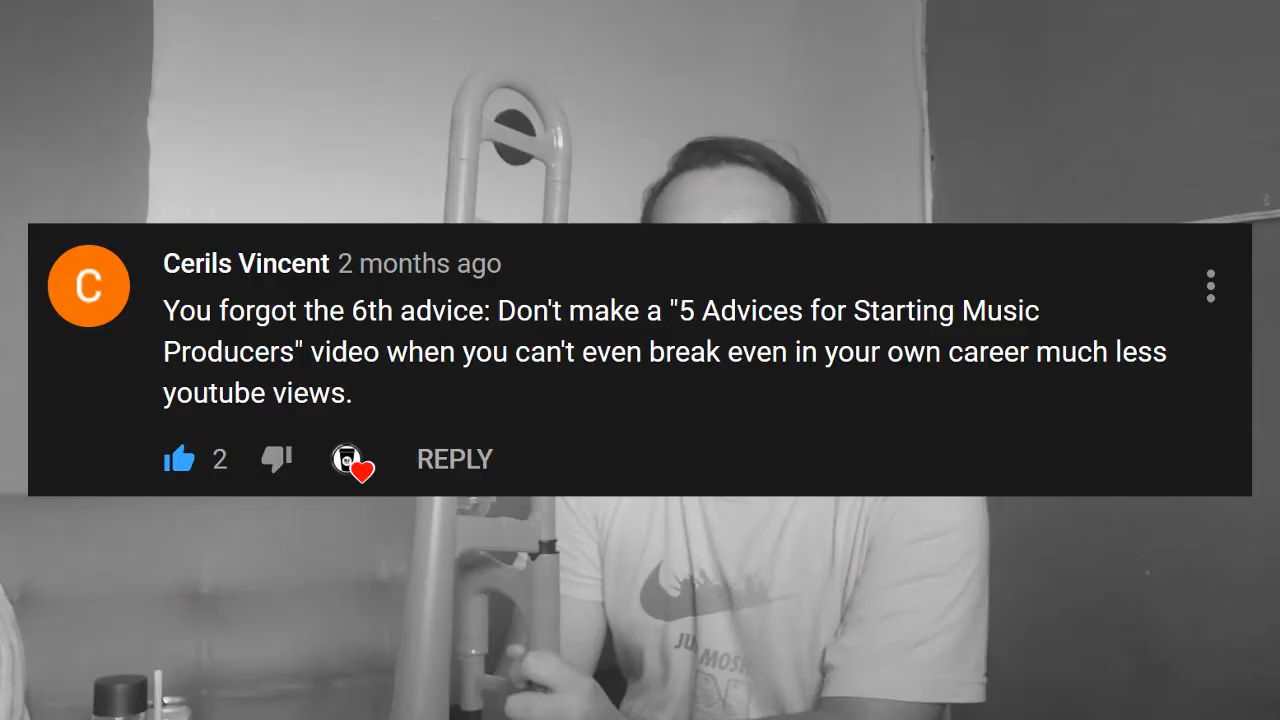 C
Cerils Vincent 2 months ago
You forgot the 6th advice: Don't make a "5 Advices for Starting Music
Producers" video when you can't even break even in your own career much less
youtube views.
2
REPLY
MOSH